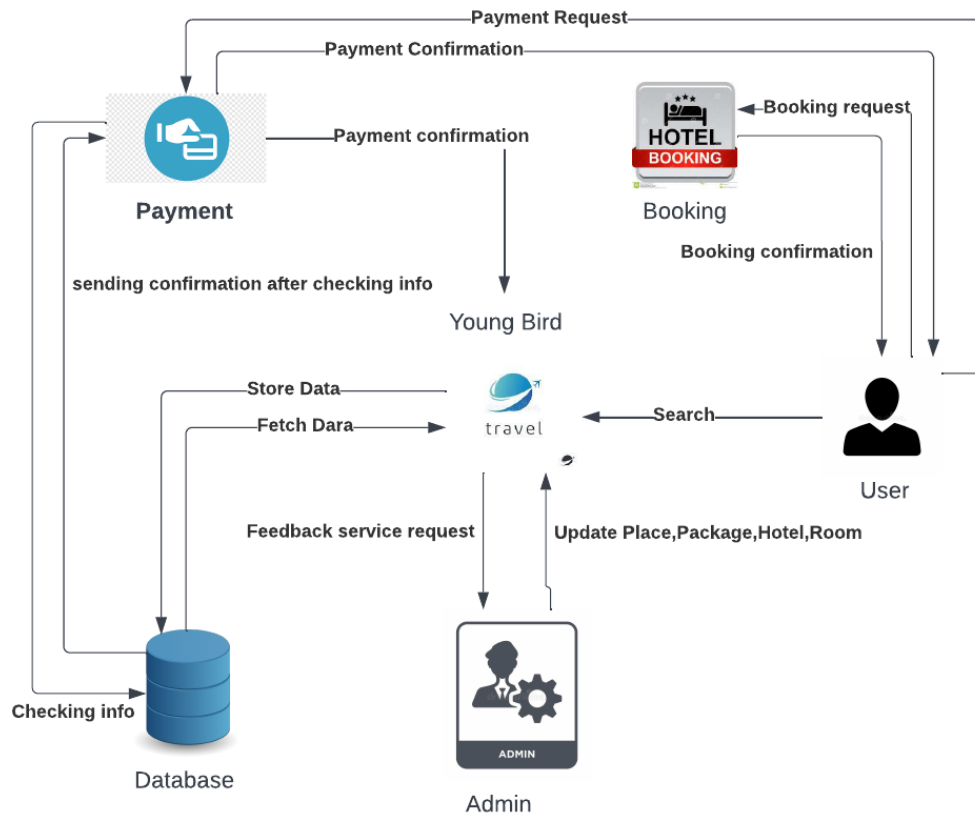 Payment Request
Payment Confirmation
Booking request
HOTEL
BOOKING
Payment confirmation
Payment
Booking
Booking confirmation
sending confirmation after checking info
Young Bird
Store Data
travel
Search
Fetch Dara
User
Feedback service request
Update Place,Package,Hotel,Room
Checking info
ADMIN
Database
Admin